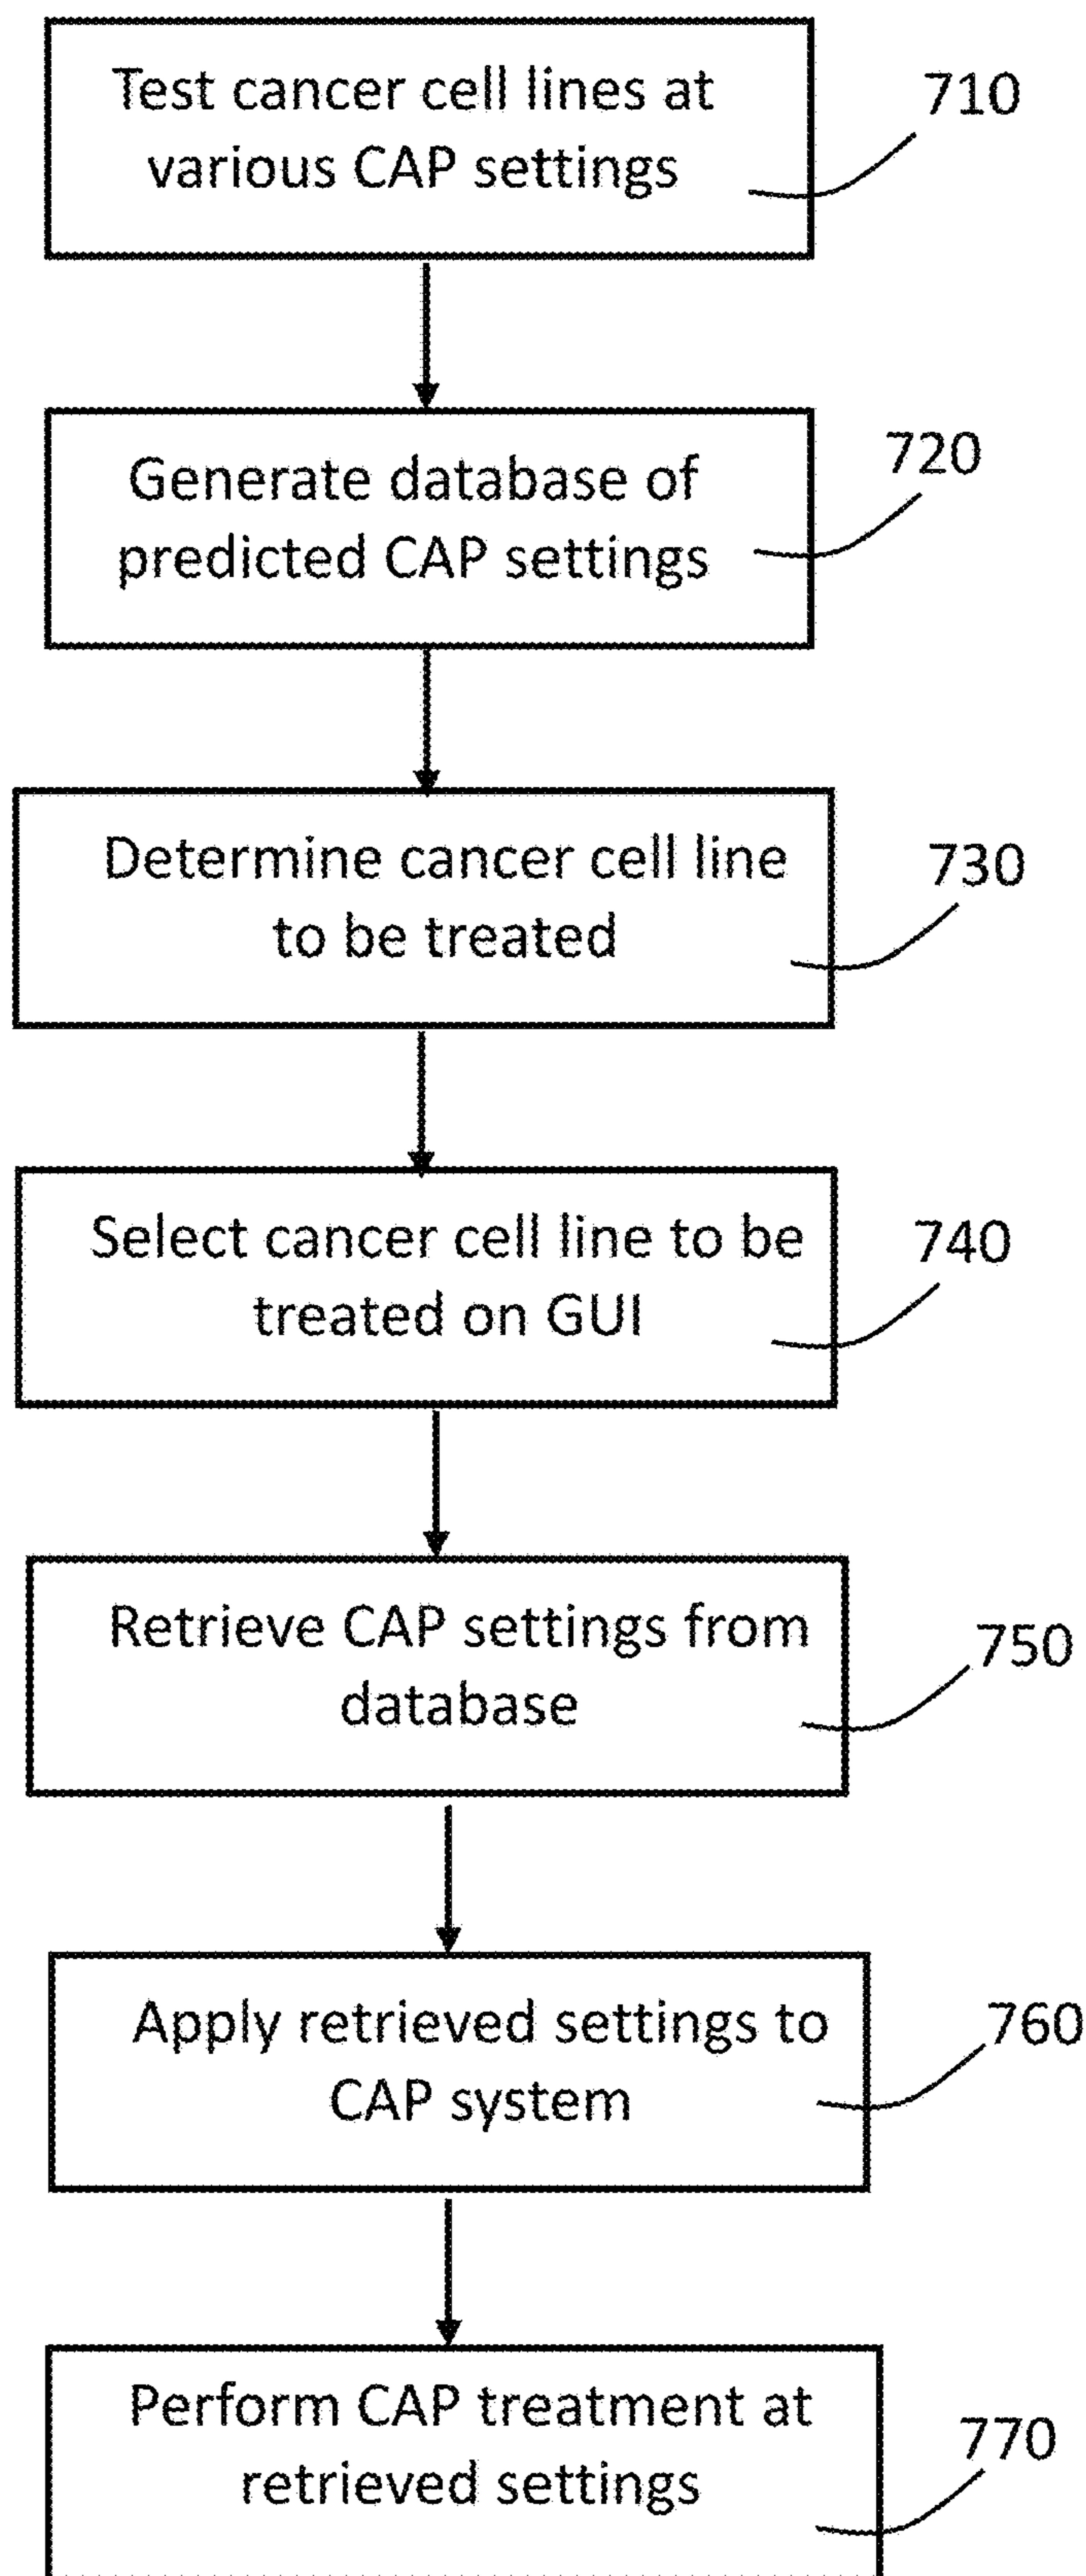 Test cancer cell lines at
various CAP settings
710
Generate database of
predicted CAP settings
720
Determine cancer cell line
to be treated
730
Select cancer cell line to be
treated on GUI
740
Retrieve CAP settings from
database
750
Apply retrieved settings to
CAP system
760
Perform CAP treatment at
retrieved settings
770